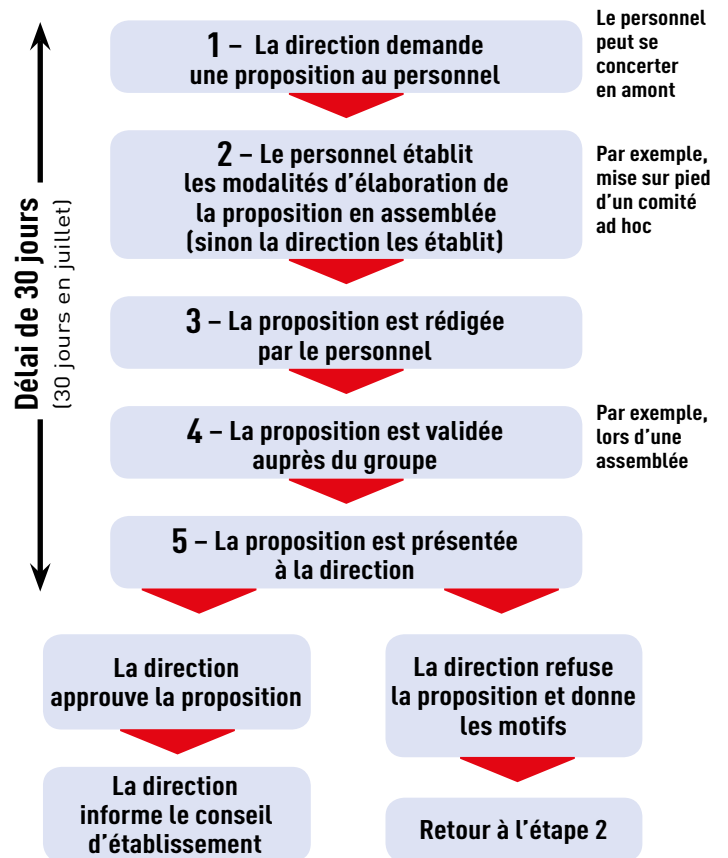 1 – La direction demande
une proposition au personnel
Le personnel
peut se
concerter
en amont
2 – Le personnel établit
les modalités d'élaboration de
la proposition en assemblée
(sinon la direction les établit)
Par exemple,
mise sur pied
d'un comité
ad hoc
Délai de 30 jours
(30 jours en juillet)
3 – La proposition est rédigée
par le personnel
4 – La proposition est validée
auprès du groupe
Par exemple,
lors d'une
assemblée
5 – La proposition est présentée
à la direction
La direction
approuve la proposition
La direction refuse
la proposition et donne
les motifs
La direction
informe le conseil
d'établissement
Retour à l'étape 2